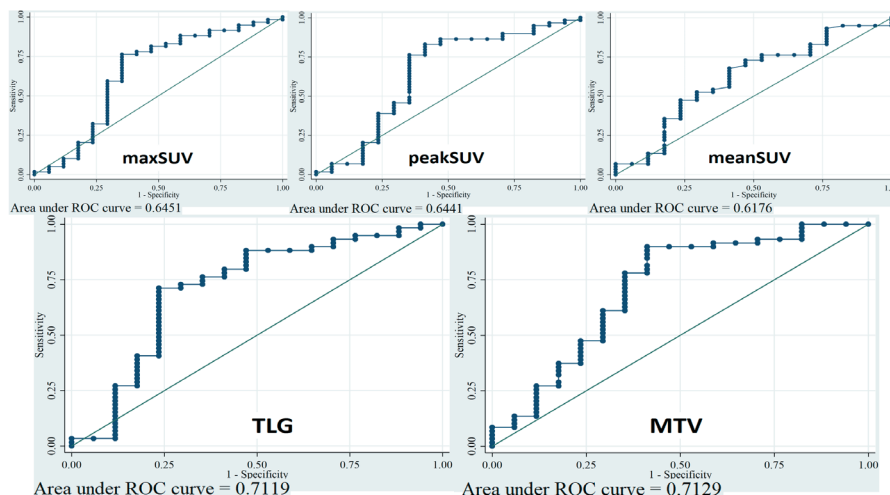 1.00
0.75
0.50
0.25
0.00
Sensitivity
maxSUV
0.00 0.25 0.50 0.75 1.00
1 - Specificity
Area under ROC curve = 0.6451
1.00
0.75
0.50
0.25
0.00
Sensitivity
peakSUV
0.00 0.25 0.50 0.75 1.00
1 - Specificity
Area under ROC curve = 0.6441
1.00
0.75
0.50
0.25
0.00
Sensitivity
meanSUV
0.00 0.25 0.50 0.75 1.00
1 - Specificity
Area under ROC curve = 0.6176
1.00
0.75
0.50
0.25
0.00
Sensitivity
TLG
0.00 0.25 0.50 0.75 1.00
1 - Specificity
Area under ROC curve = 0.7119
1.00
0.75
0.50
0.25
0.00
Sensitivity
MTV
0.00 0.25 0.50 0.75 1.00
1 - Specificity
Area under ROC curve = 0.7129